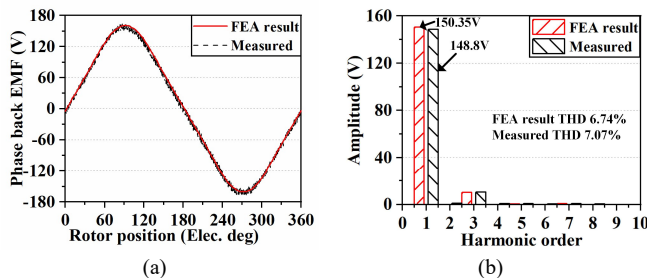 180
120
60
0
-60
-120
-180
Phase back EMF (V)
FEA result
Measured
0 60 120 180 240 300 360
Rotor position (Elec. deg)
(a)
160
120
80
40
0
Amplitude (V)
150.35V
148.8V
FEA result
Measured
FEA result THD 6.74%
Measured THD 7.07%
0 1 2 3 4 5 6 7 8 9 10
Harmonic order
(b)